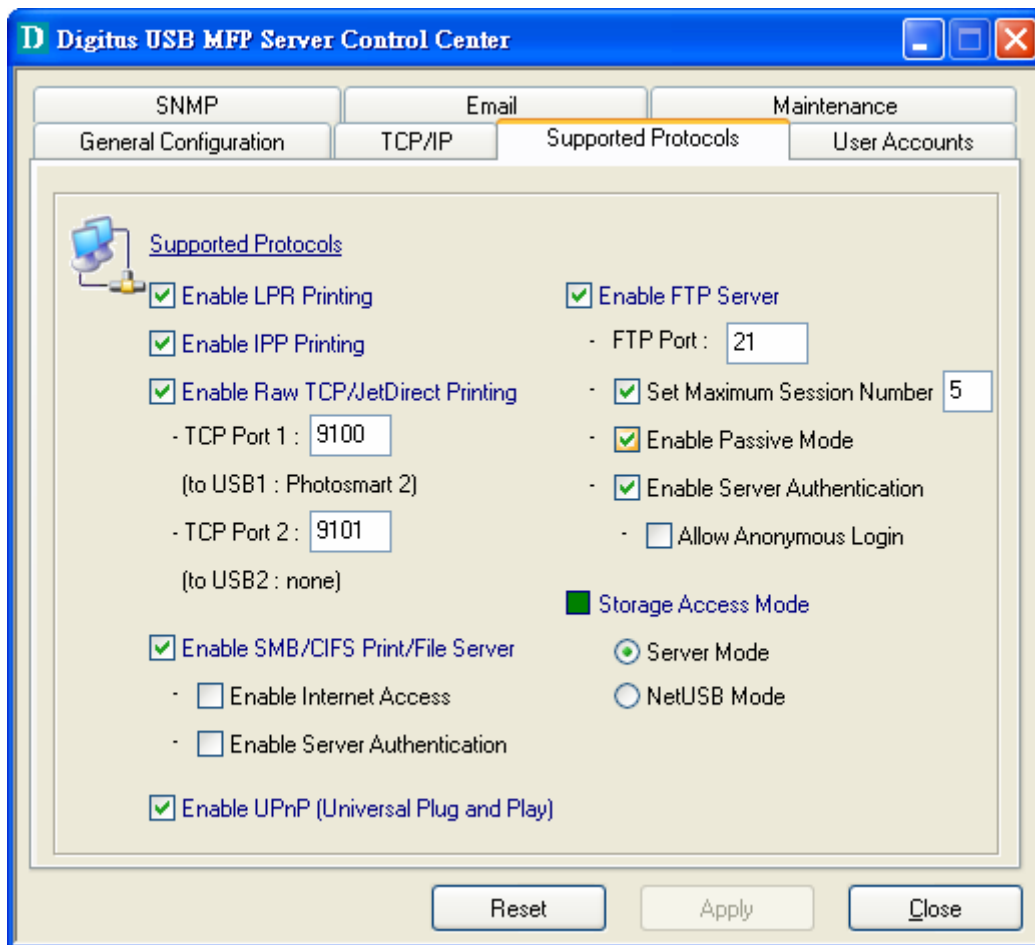 D Digitus USB MFP Server Control Center
SNMP Email Maintenance
General Configuration TCP/IP Supported Protocols User Accounts
Supported Protocols
Enable LPR Printing
Enable IPP Printing
Enable Raw TCP/JetDirect Printing
- TCP Port 1 : 9100
(to USB1 : Photosmart 2)
- TCP Port 2 : 9101
(to USB2 : none)
Enable SMB/CIFS Print/File Server
- Enable Internet Access
- Enable Server Authentication
Enable UPnP (Universal Plug and Play)
Enable FTP Server
- FTP Port : 21
- Set Maximum Session Number 5
- Enable Passive Mode
- Enable Server Authentication
- Allow Anonymous Login
Storage Access Mode
Server Mode
NetUSB Mode
Reset Apply Close